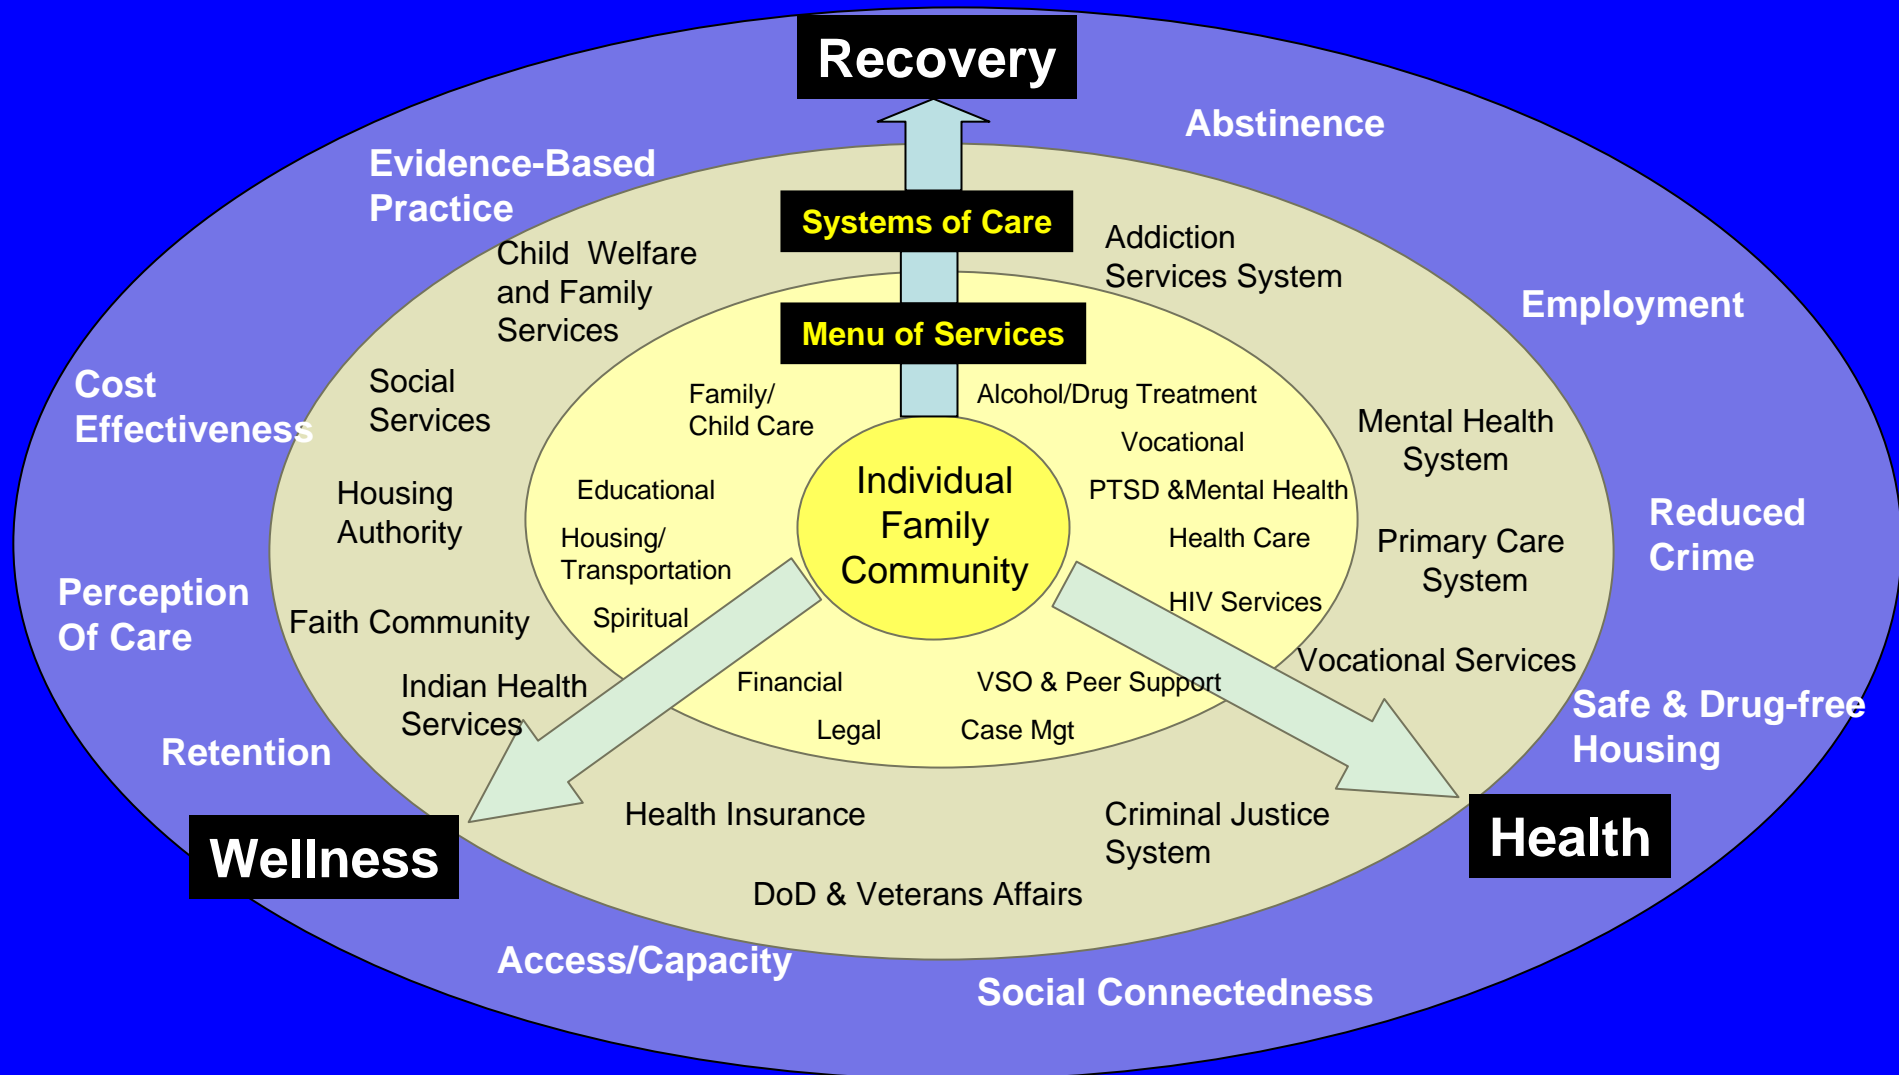 Recovery
Abstinence
Evidence-Based
Practice
Systems of Care
Child  Welfare
and Family
Services
Addiction
Services System
Employment
Menu of Services
Cost
Effectiveness
Social
Services
Family/
Child Care
Alcohol/Drug Treatment
Vocational
Mental Health
System
Individual
Family
Community
Educational
PTSD &Mental Health
Housing
Authority
Housing/
Transportation
Health Care
Primary Care
System
Reduced
Crime
Perception
Of Care
Faith Community
Spiritual
HIV Services
Vocational Services
Indian Health
Services
Financial
VSO & Peer Support
Legal
Case Mgt
Safe & Drug-free
Housing
Retention
Health Insurance
Criminal Justice
System
Wellness
Health
DoD & Veterans Affairs
Access/Capacity
Social Connectedness